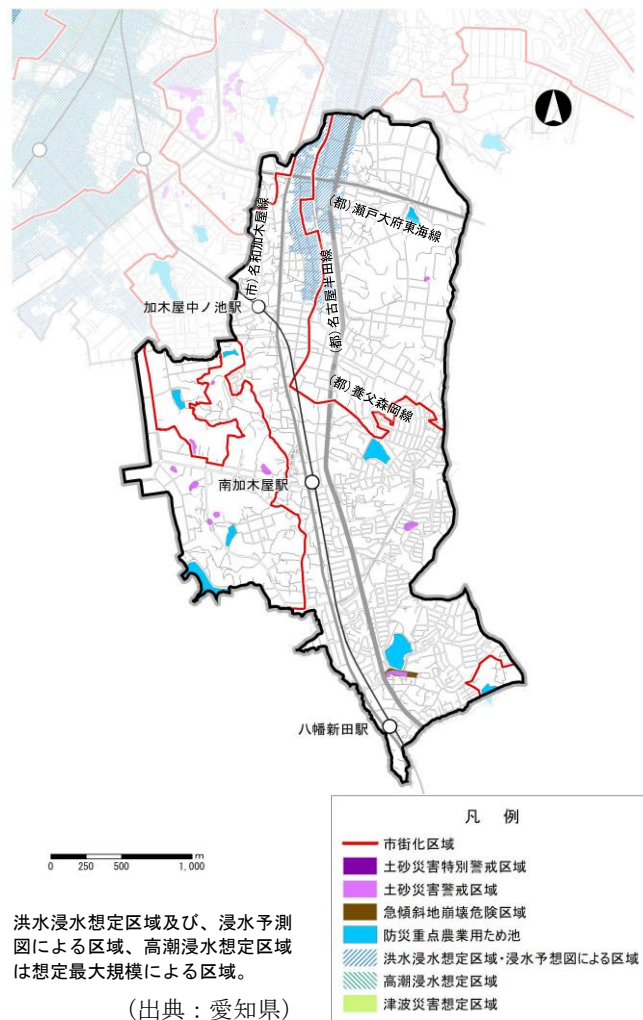 (都)瀬戸大府東海線
(市)名和加木屋線
(都)名古屋半田線
加木屋中ノ池駅
(都)養父森岡線
南加木屋駅
八幡新田駅
m
0 250 500 1,000
洪水浸水想定区域及び、浸水予測
図による区域、高潮浸水想定区域
は想定最大規模による区域。
(出典：愛知県)
凡 例
市街化区域
土砂災害特別警戒区域
土砂災害警戒区域
急傾斜地崩壊危険区域
防災重点農業用ため池
洪水浸水想定区域・浸水予想図による区域
高潮浸水想定区域
津波災害想定区域